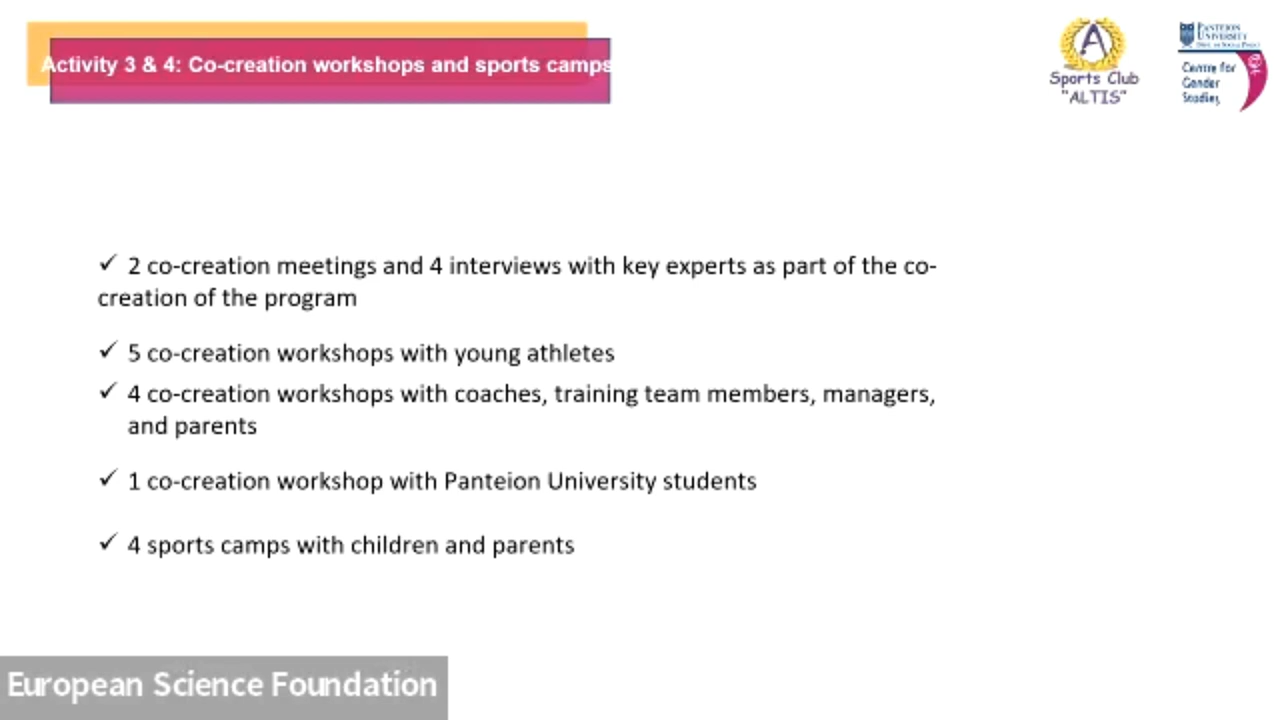 Activity 3 & 4: Co-creation workshops and sports camps
A
Sports Club
"ALTIS"
PANTEION
UNIVERSITY
Centre for
Gender
Studies
✓ 2 co-creation meetings and 4 interviews with key experts as part of the co-
creation of the program
✓ 5 co-creation workshops with young athletes
✓ 4 co-creation workshops with coaches, training team members, managers,
and parents
✓ 1 co-creation workshop with Panteion University students
✓ 4 sports camps with children and parents
European Science Foundation